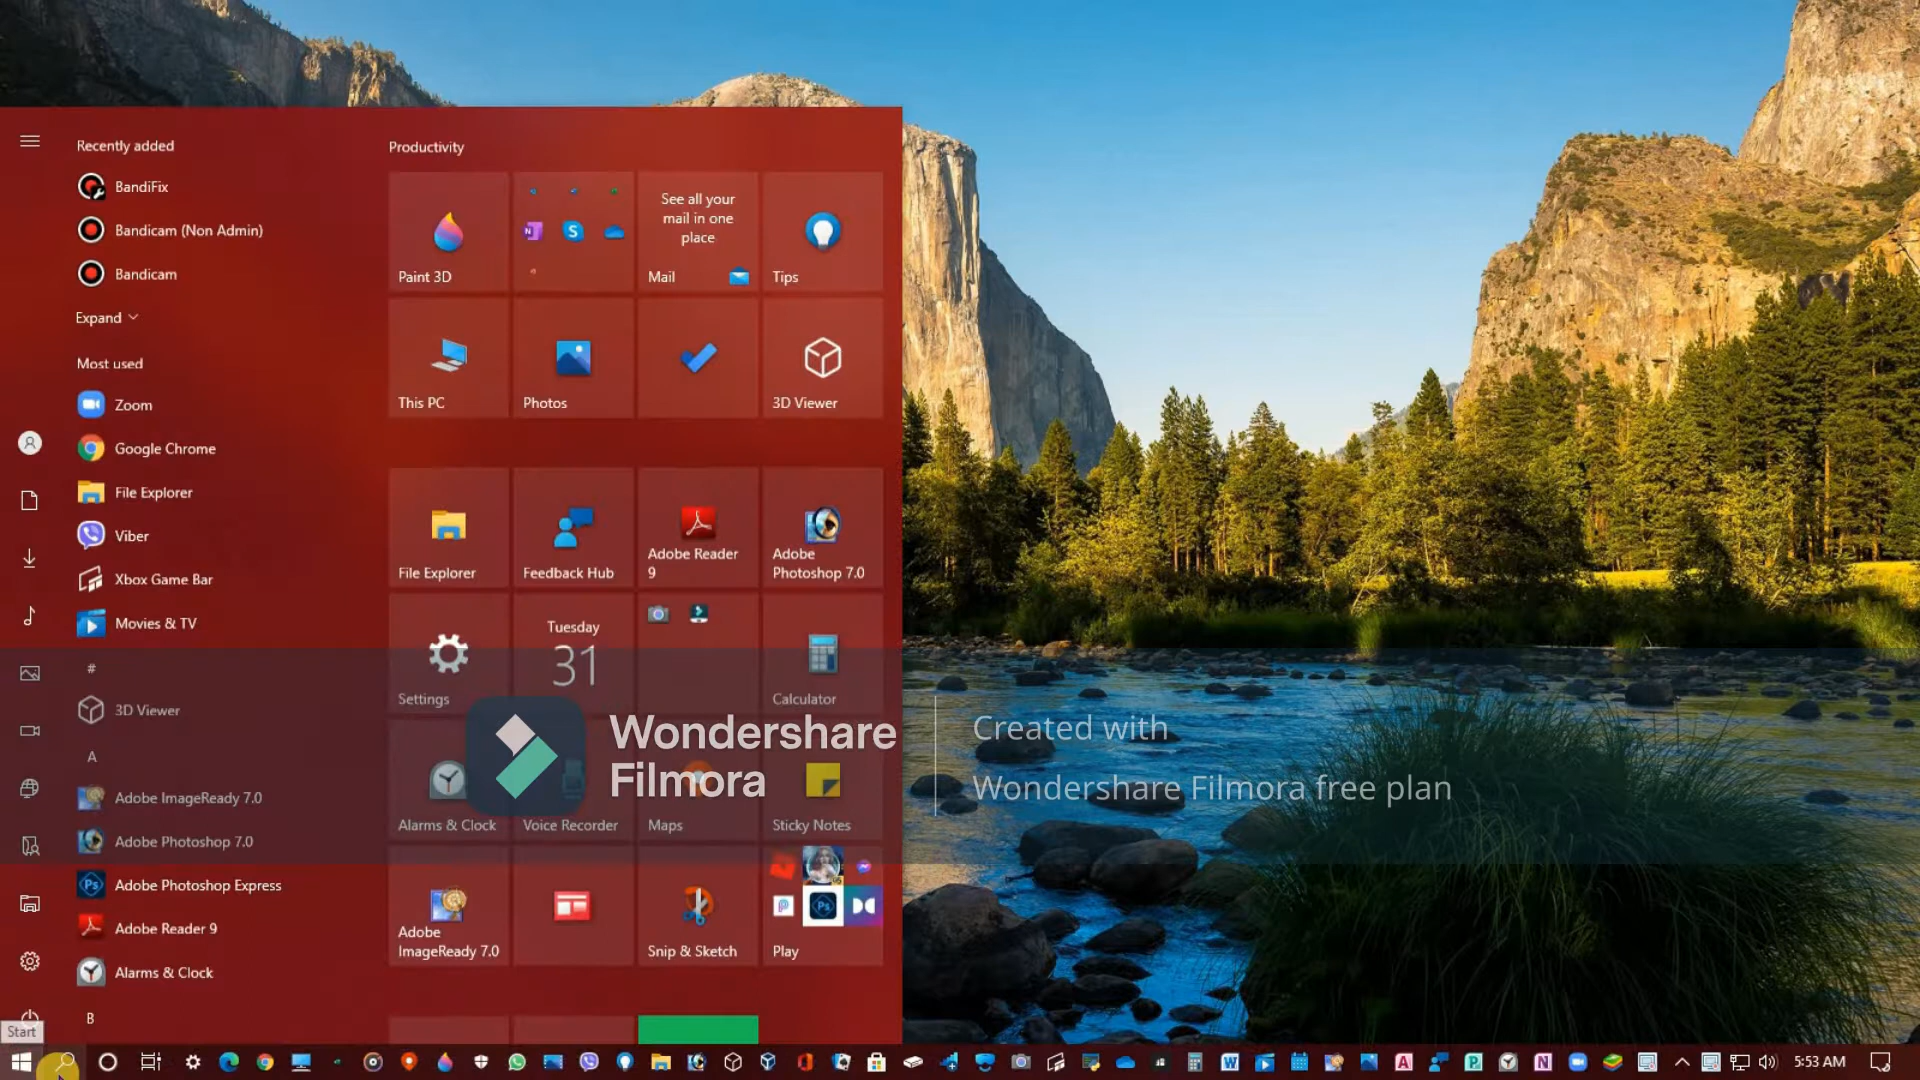 Recently added
BandiFix
Bandicam (Non Admin)
Bandicam
Expand
Most used
Zoom
Google Chrome
File Explorer
Viber
Xbox Game Bar
Movies & TV
#
3D Viewer
A
Adobe ImageReady 7.0
Adobe Photoshop 7.0
Adobe Photoshop Express
Adobe Reader 9
Alarms & Clock
B
Start
Productivity
Paint 3D
See all your
mail in one
place
Mail
Tips
This PC
Photos
3D Viewer
File Explorer
Feedback Hub
Adobe Reader
9
Adobe
Photoshop 7.0
Settings
Tuesday
31
Calculator
Alarms & Clock
Voice Recorder
Maps
Sticky Notes
Adobe
ImageReady 7.0
Snip & Sketch
Play
Wondershare
Filmora
Created with
Wondershare Filmora free plan
5:53 AM